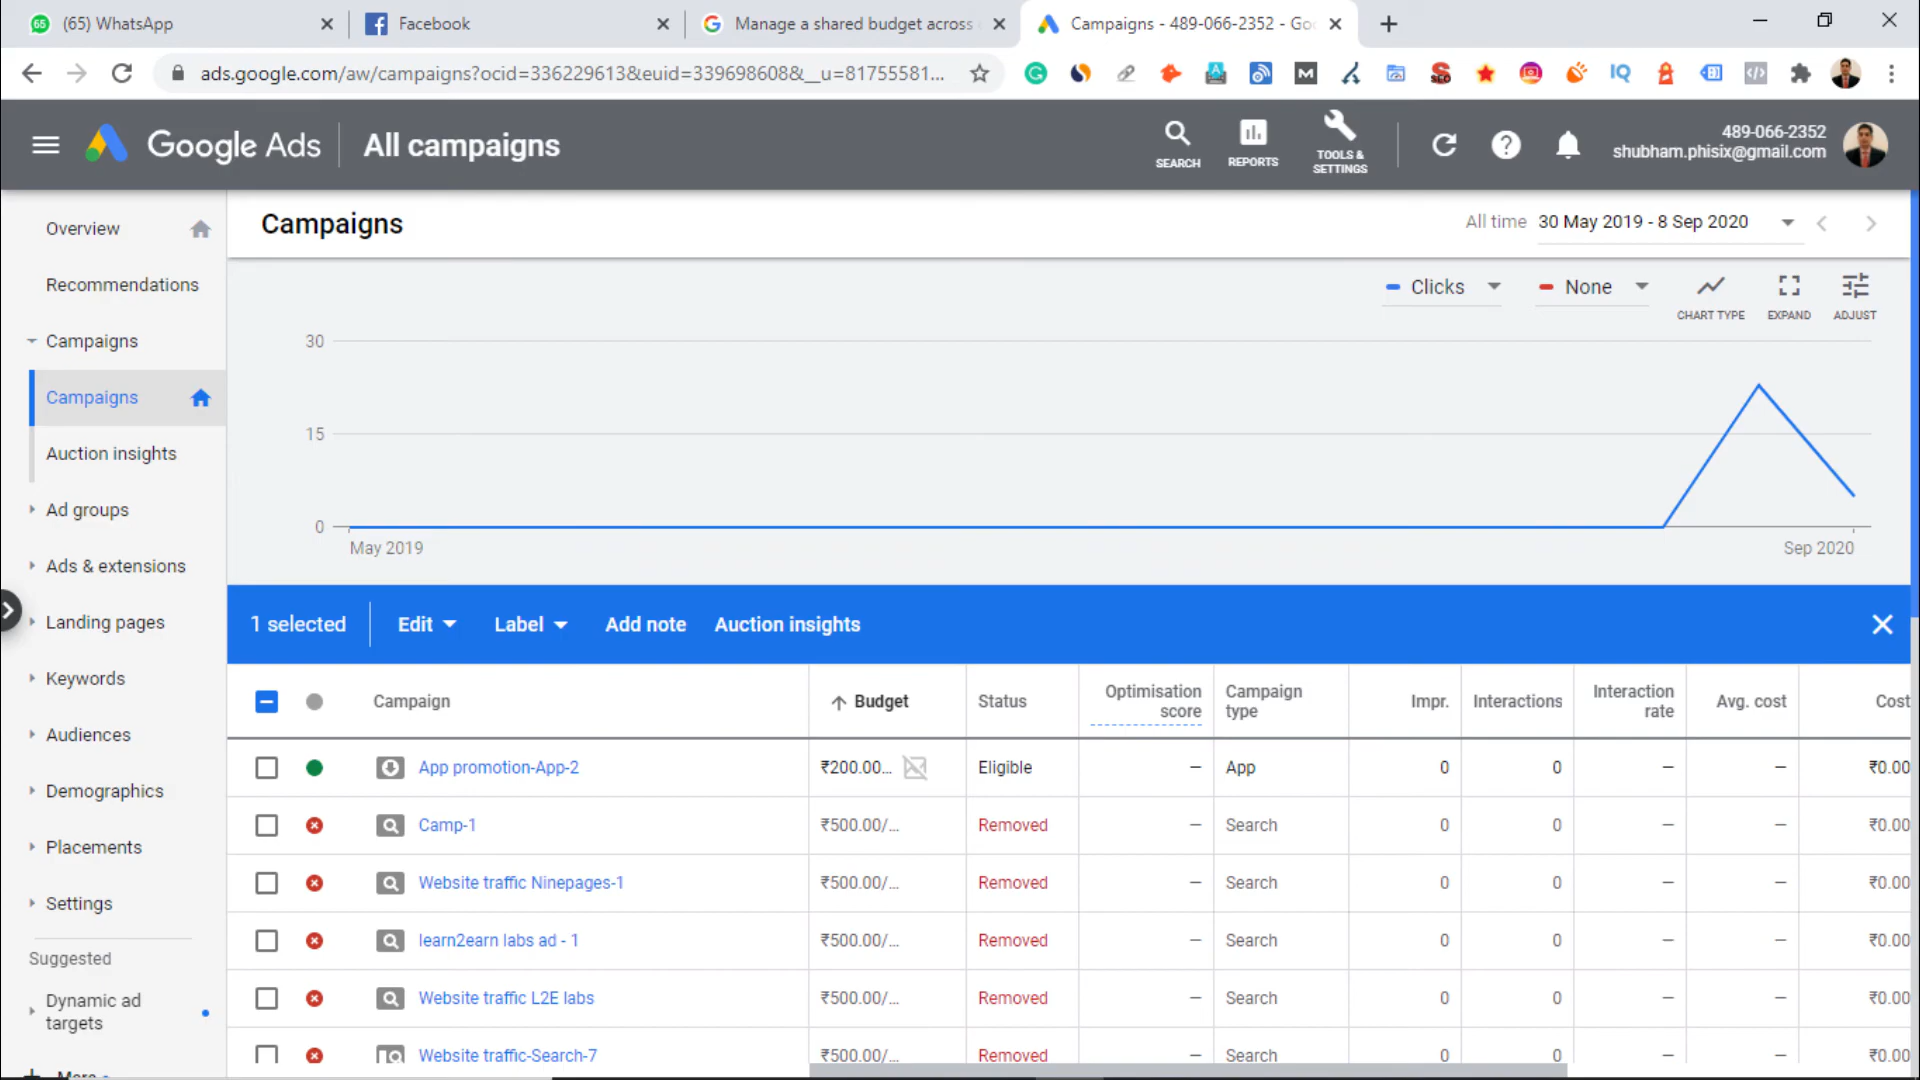 (65) WhatsApp
Facebook
Manage a shared budget across
Campaigns - 489-066-2352 - Goo
ads.google.com/aw/campaigns?ocid=336229613&euid=339698608&__u=81755581...
Google Ads
All campaigns
SEARCH
REPORTS
TOOLS &
SETTINGS
489-066-2352
shubham.phisix@gmail.com
Overview
Recommendations
Campaigns
Campaigns
Auction insights
Ad groups
Ads & extensions
Landing pages
Keywords
Audiences
Demographics
Placements
Settings
Suggested
Dynamic ad
targets
More
Campaigns
All time 30 May 2019 - 8 Sep 2020
Clicks
None
CHART TYPE
EXPAND
ADJUST
30
15
0
May 2019
Sep 2020
1 selected Edit Label Add note Auction insights
Campaign Budget Status Optimisation score Campaign type Impr. Interactions Interaction rate Avg. cost Cost
App promotion-App-2 ₹200.00... Eligible – App 0 0 – – ₹0.00
Camp-1 ₹500.00/... Removed – Search 0 0 – – ₹0.00
Website traffic Ninepages-1 ₹500.00/... Removed – Search 0 0 – – ₹0.00
learn2earn labs ad - 1 ₹500.00/... Removed – Search 0 0 – – ₹0.00
Website traffic L2E labs ₹500.00/... Removed – Search 0 0 – – ₹0.00
Website traffic-Search-7 ₹500.00/... Removed – Search 0 0 – – ₹0.00